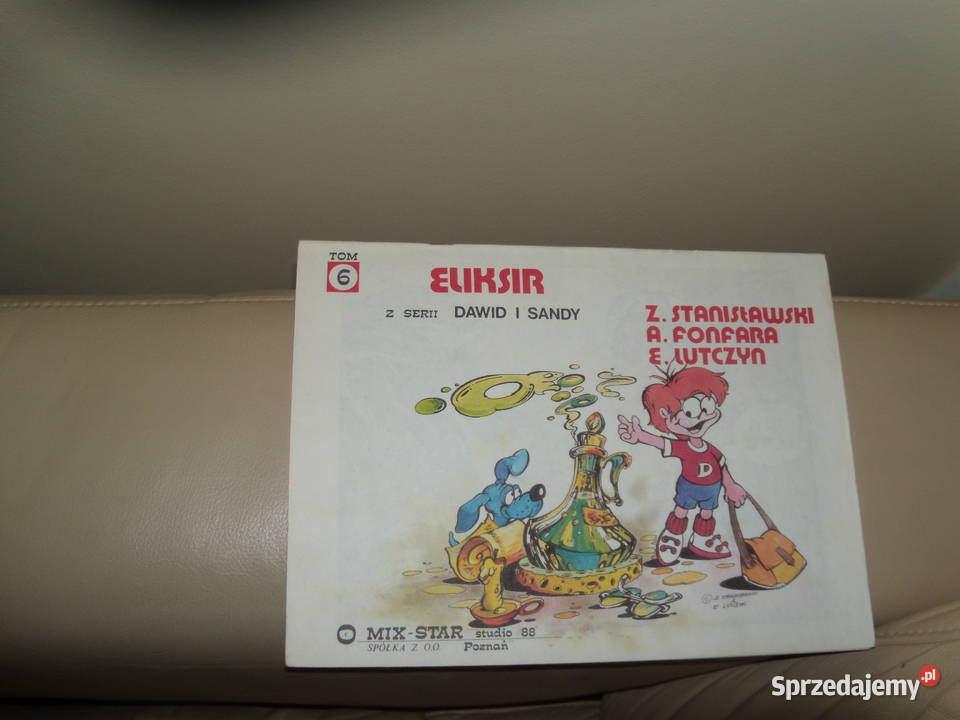 TOM
6
ELIKSIR
Z SERII DAWID I SANDY
Z. STANISŁAWSKI
A. FONFARA
E. LUTCZYN
D
MIX-STAR studio 88
SPÓŁKA Z O.O. Poznań
Sprzedajemy.pl